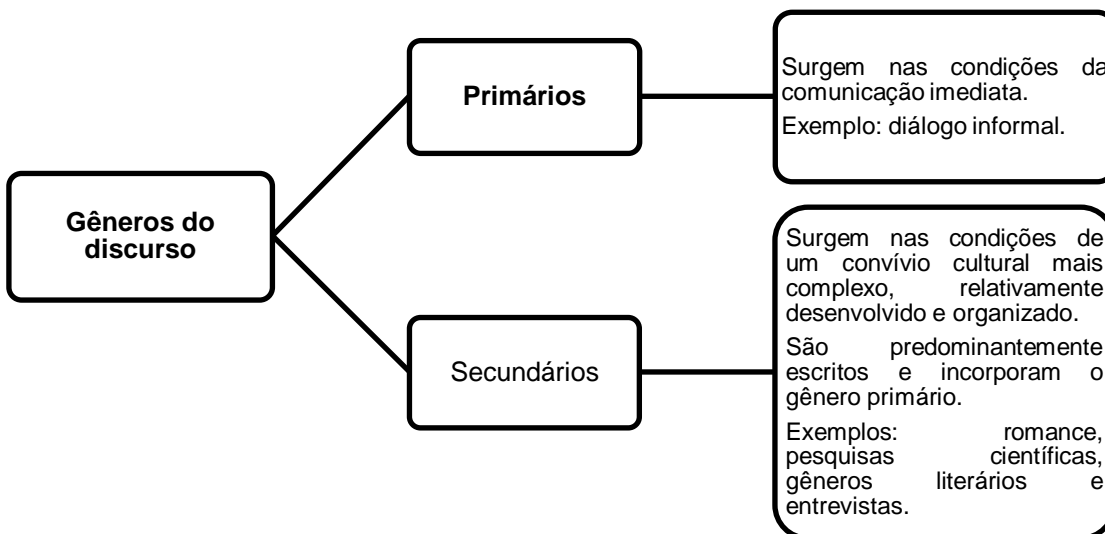 Gêneros do
discurso
Primários
Surgem nas condições da
comunicação imediata.
Exemplo: diálogo informal.
Secundários
Surgem nas condições de
um convívio cultural mais
complexo, relativamente
desenvolvido e organizado.
São predominantemente
escritos e incorporam o
gênero primário.
Exemplos: romance,
pesquisas científicas,
gêneros literários e
entrevistas.